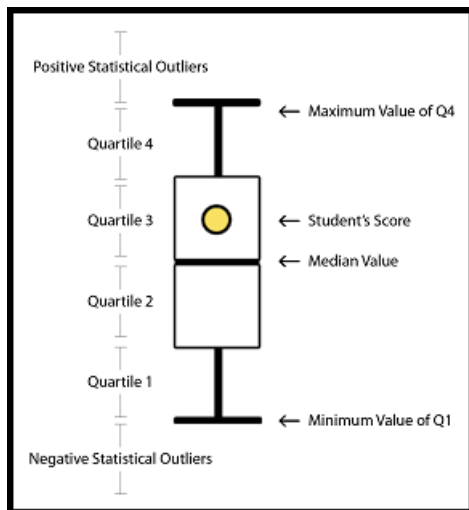 Positive Statistical Outliers
← Maximum Value of Q4
Quartile 4
Quartile 3
← Student's Score
← Median Value
Quartile 2
Quartile 1
← Minimum Value of Q1
Negative Statistical Outliers